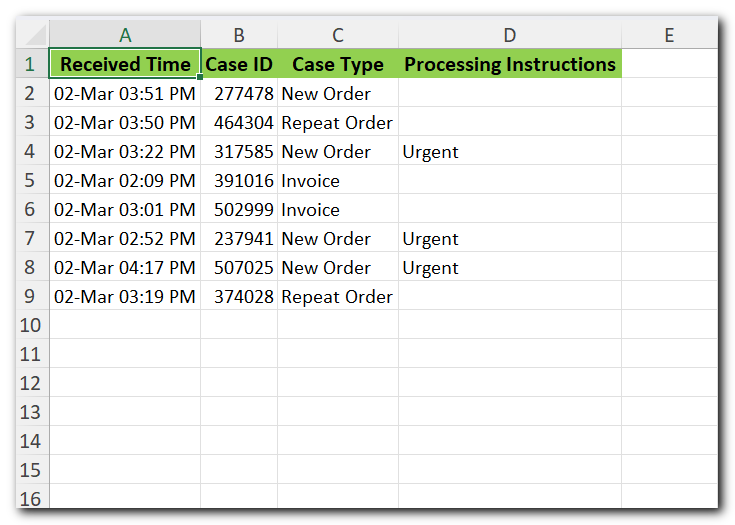 A B C D E
1 Received Time Case ID Case Type Processing Instructions
2 02-Mar 03:51 PM 277478 New Order
3 02-Mar 03:50 PM 464304 Repeat Order
4 02-Mar 03:22 PM 317585 New Order Urgent
5 02-Mar 02:09 PM 391016 Invoice
6 02-Mar 03:01 PM 502999 Invoice
7 02-Mar 02:52 PM 237941 New Order Urgent
8 02-Mar 04:17 PM 507025 New Order Urgent
9 02-Mar 03:19 PM 374028 Repeat Order
10
11
12
13
14
15
16